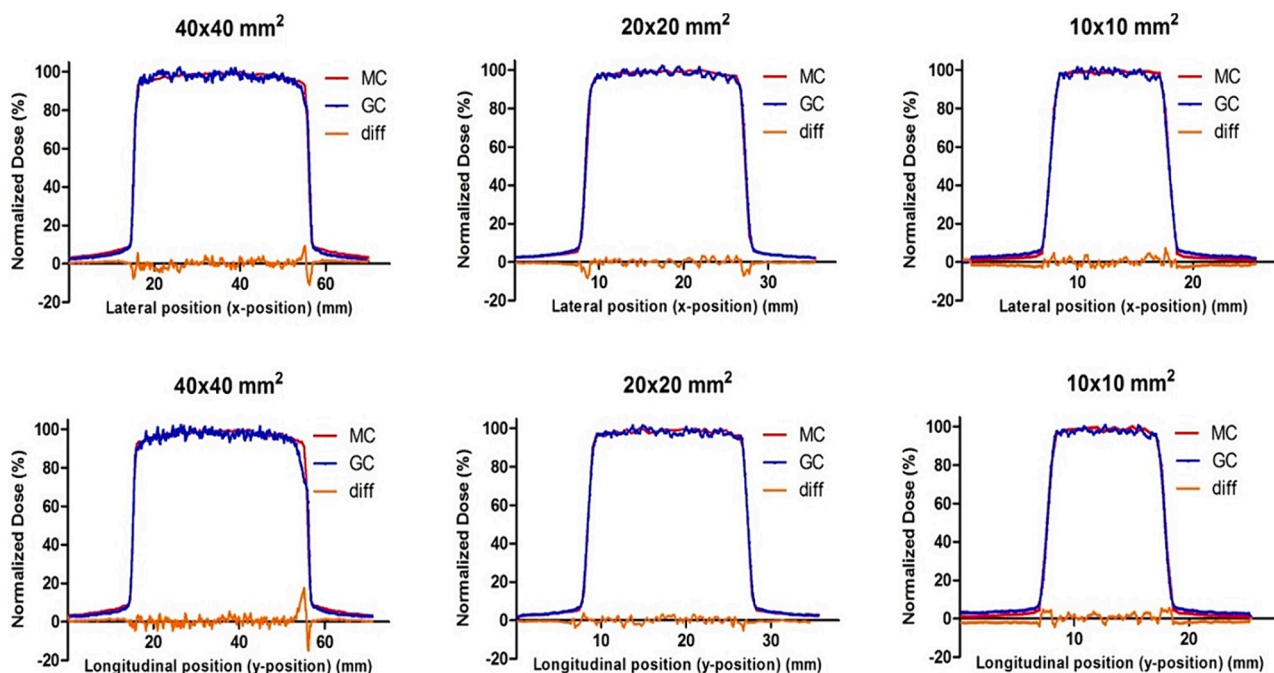 40x40 mm²
Normalized Dose (%)
100
80
60
40
20
0
-20
20
40
60
MC
GC
diff
Lateral position (x-position) (mm)
20x20 mm²
Normalized Dose (%)
100
80
60
40
20
0
-20
10
20
30
MC
GC
diff
Lateral position (x-position) (mm)
10x10 mm²
Normalized Dose (%)
100
80
60
40
20
0
-20
10
20
MC
GC
diff
Lateral position (x-position) (mm)
40x40 mm²
Normalized Dose (%)
100
80
60
40
20
0
-20
20
40
60
MC
GC
diff
Longitudinal position (y-position) (mm)
20x20 mm²
Normalized Dose (%)
100
80
60
40
20
0
-20
10
20
30
MC
GC
diff
Longitudinal position (y-position) (mm)
10x10 mm²
Normalized Dose (%)
100
80
60
40
20
0
-20
10
20
MC
GC
diff
Longitudinal position (y-position) (mm)